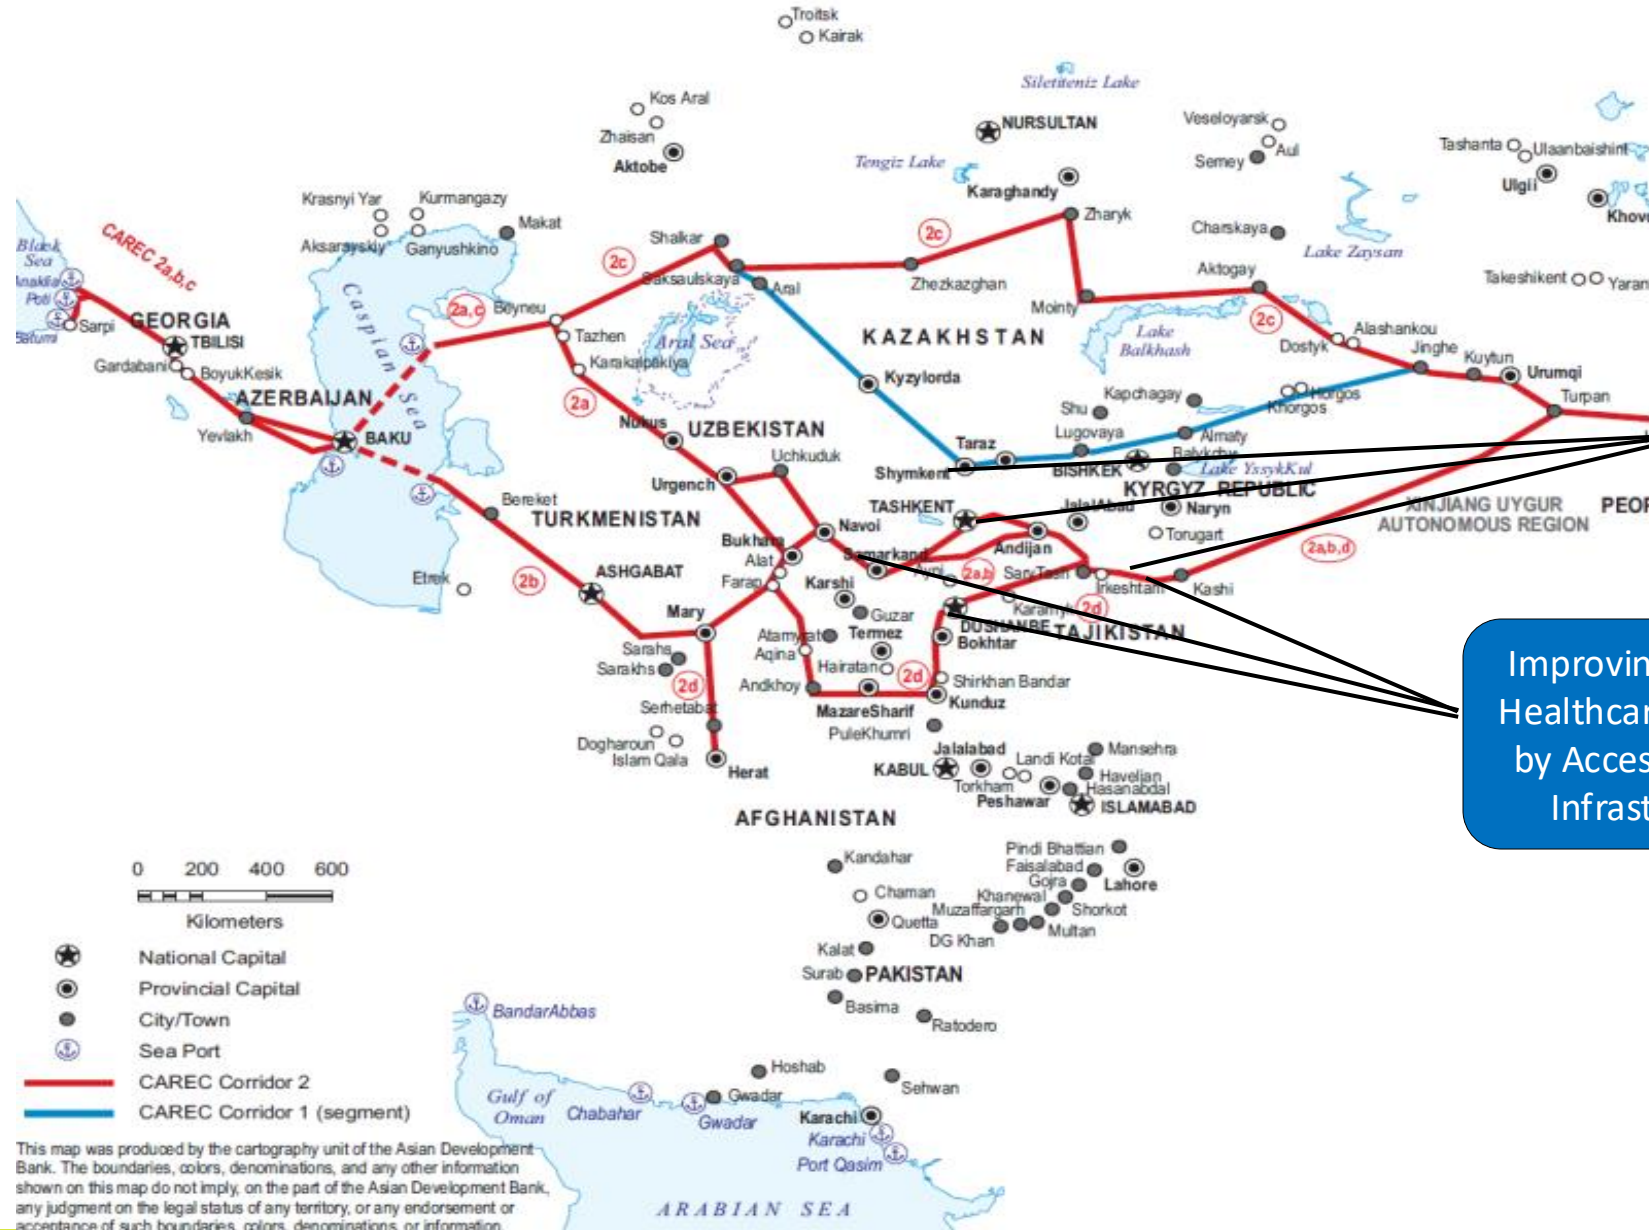 Troitsk
Kairak
Siletiteniz Lake
Kos Aral
Zhaisan
Aktobe
NURSULTAN
Tengiz Lake
Karaghandy
Zharyk
Veseloyarsk
Aul
Semey
Tashanta
Ulaanbaishint
Ulgii
Khov
Krasnyi Yar
Kurmangazy
Aksarayskiy
Ganyushkino
Makat
Shalkar
2c
2c
Charskaya
Lake Zaysan
Black
Sea
CAREC 2a,b,c
Anaklia
Poti
Batumi
Sarpi
GEORGIA
TBILISI
Gardabani
BoyukKesik
Caspian
Sea
2a,c
Beyneu
Tazhen
Karakalpakiya
Saksaulskaya
Aral
Aral Sea
Zhezkazghan
Mointy
Aktogay
Takeshikent
Yaran
KAZAKHSTAN
Lake
Balkhash
2c
Dostyk
Alashankou
Jinghe
Kuytun
Urumqi
Turpan
AZERBAIJAN
Yevlakh
BAKU
2a
Nukus
UZBEKISTAN
Kyzylorda
Kapchagay
Shu
Khorgos
Horgos
Lugovaya
Almaty
Taraz
Shymkent
BISHKEK
Balykchy
Lake YssykKul
KYRGYZ REPUBLIC
Uchkuduk
Urgench
Bereket
TURKMENISTAN
TASHKENT
JalalAbad
Naryn
Torugart
XINJIANG UYGUR
AUTONOMOUS REGION
PEOP
Navoi
Bukhara
Alat
Farap
Samarkand
Andijan
Ayni
2a,b
SaryTash
Irkeshtam
Kashi
2a,b,d
Etrek
2b
ASHGABAT
Mary
Karshi
Guzar
Karamyk
2d
DUSHANBE
TAJIKISTAN
Bokhtar
Atamyrat
Termez
Aqina
Hairatan
2d
Sarahs
Sarakhs
2d
Andkhoy
Shirkhan Bandar
Kunduz
MazareSharif
PuleKhumri
Serhetabat
Dogharoun
Islam Qala
Herat
Jalalabad
KABUL
Landi Kotal
Torkham
Peshawar
Mansehra
Havelian
Hasanabdal
ISLAMABAD
Improvin
Healthcar
by Acces
Infrast
AFGHANISTAN
Kandahar
Chaman
Quetta
Pindi Bhattian
Faisalabad
Gojra
Lahore
Khanewal
Muzaffargarh
Shorkot
DG Khan
Multan
Kalat
Surab
PAKISTAN
Basima
Ratodero
0 200 400 600
Kilometers
National Capital
Provincial Capital
City/Town
Sea Port
CAREC Corridor 2
CAREC Corridor 1 (segment)
BandarAbbas
Hoshab
Sehwan
Gulf of
Oman
Chabahar
Gwadar
Gwadar
Karachi
Karachi
Port Qasim
ARABIAN SEA
This map was produced by the cartography unit of the Asian Development
Bank. The boundaries, colors, denominations, and any other information
shown on this map do not imply, on the part of the Asian Development Bank,
any judgment on the legal status of any territory, or any endorsement or
acceptance of such boundaries, colors, denominations, or information.